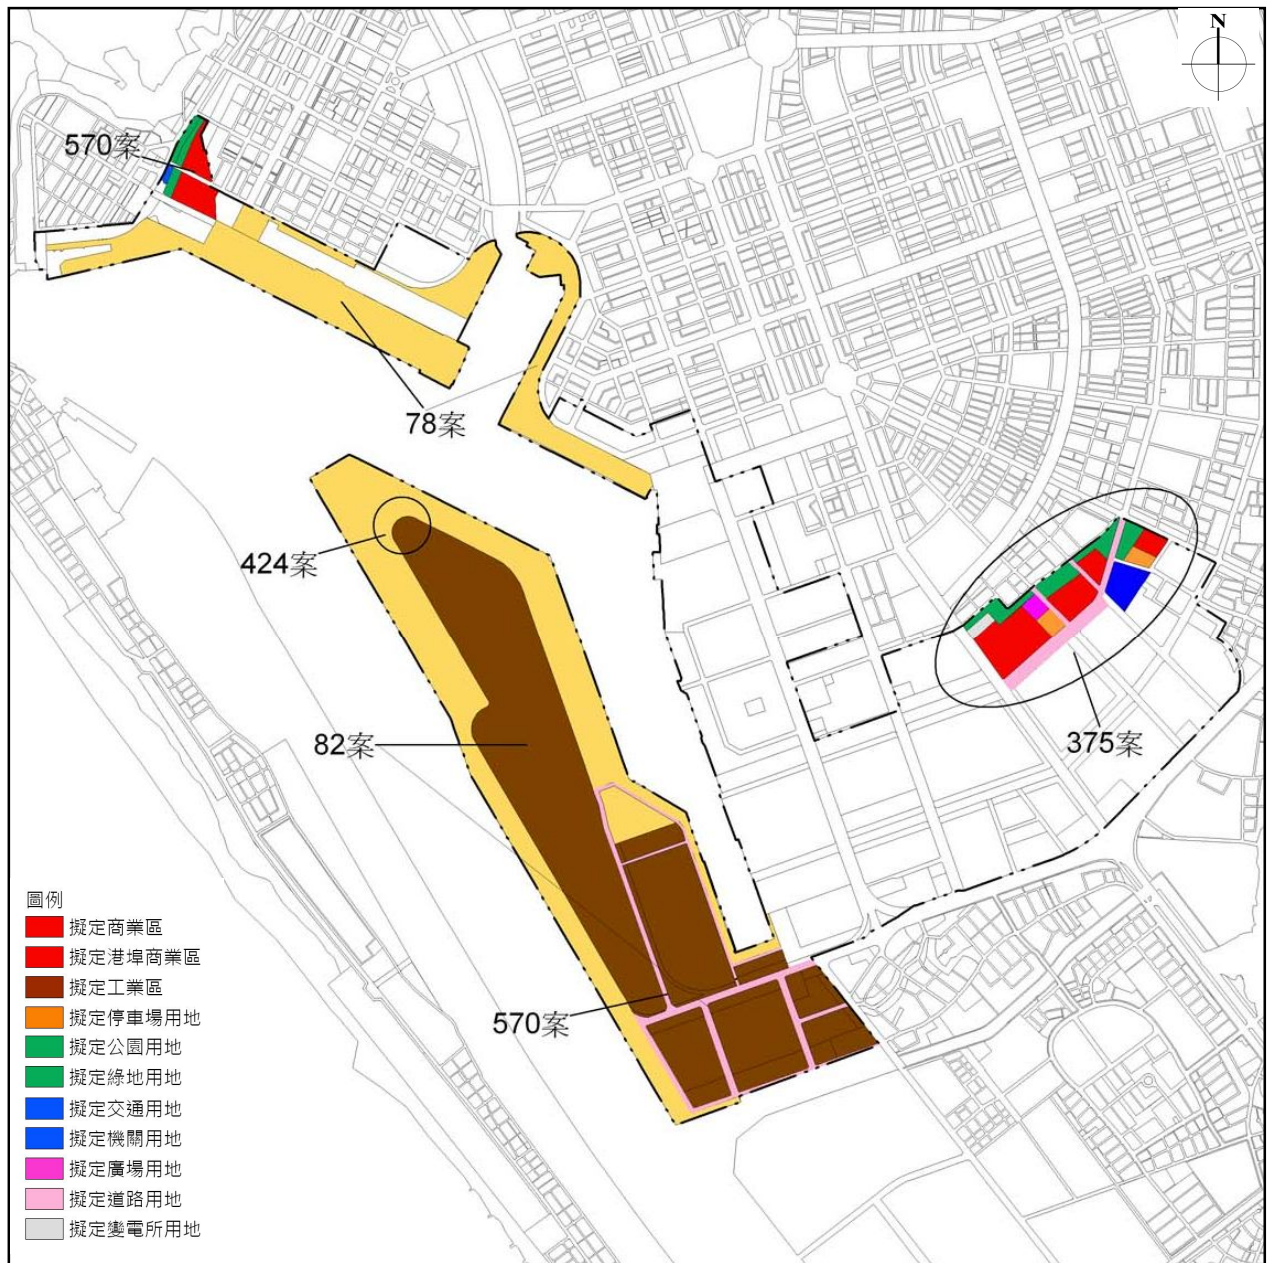 N
570案
78案
424案
375案
82案
570案
圖例
擬定商業區
擬定港埠商業區
擬定工業區
擬定停車場用地
擬定公園用地
擬定綠地用地
擬定交通用地
擬定機關用地
擬定廣場用地
擬定道路用地
擬定變電所用地